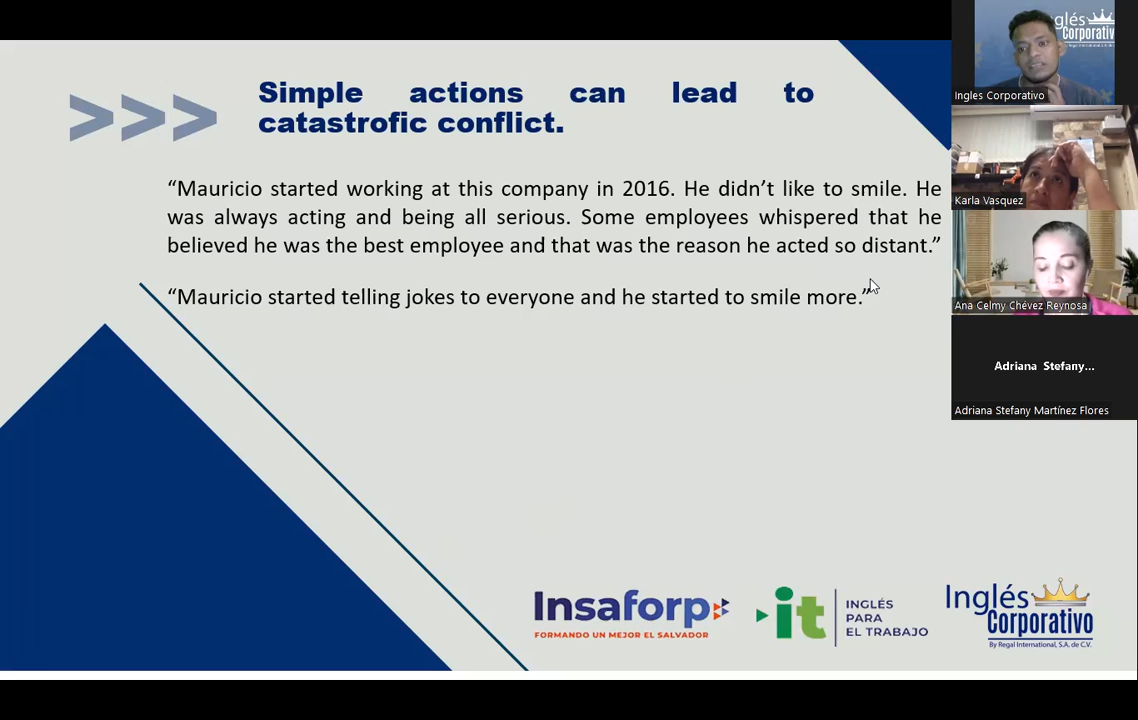 Simple actions can lead to
catastrofic conflict.
“Mauricio started working at this company in 2016. He didn’t like to smile. He
was always acting and being all serious. Some employees whispered that he
believed he was the best employee and that was the reason he acted so distant.”
“Mauricio started telling jokes to everyone and he started to smile more.”
Insaforp
FORMANDO UN MEJOR EL SALVADOR
it
INGLÉS
PARA
EL TRABAJO
Inglés
Corporativo
By Regal International, S.A. de C.V.
glés
Corporativ
Ingles Corporativo
Karla Vasquez
Ana Celmy Chévez Reynosa
Adriana Stefany...
Adriana Stefany Martínez Flores